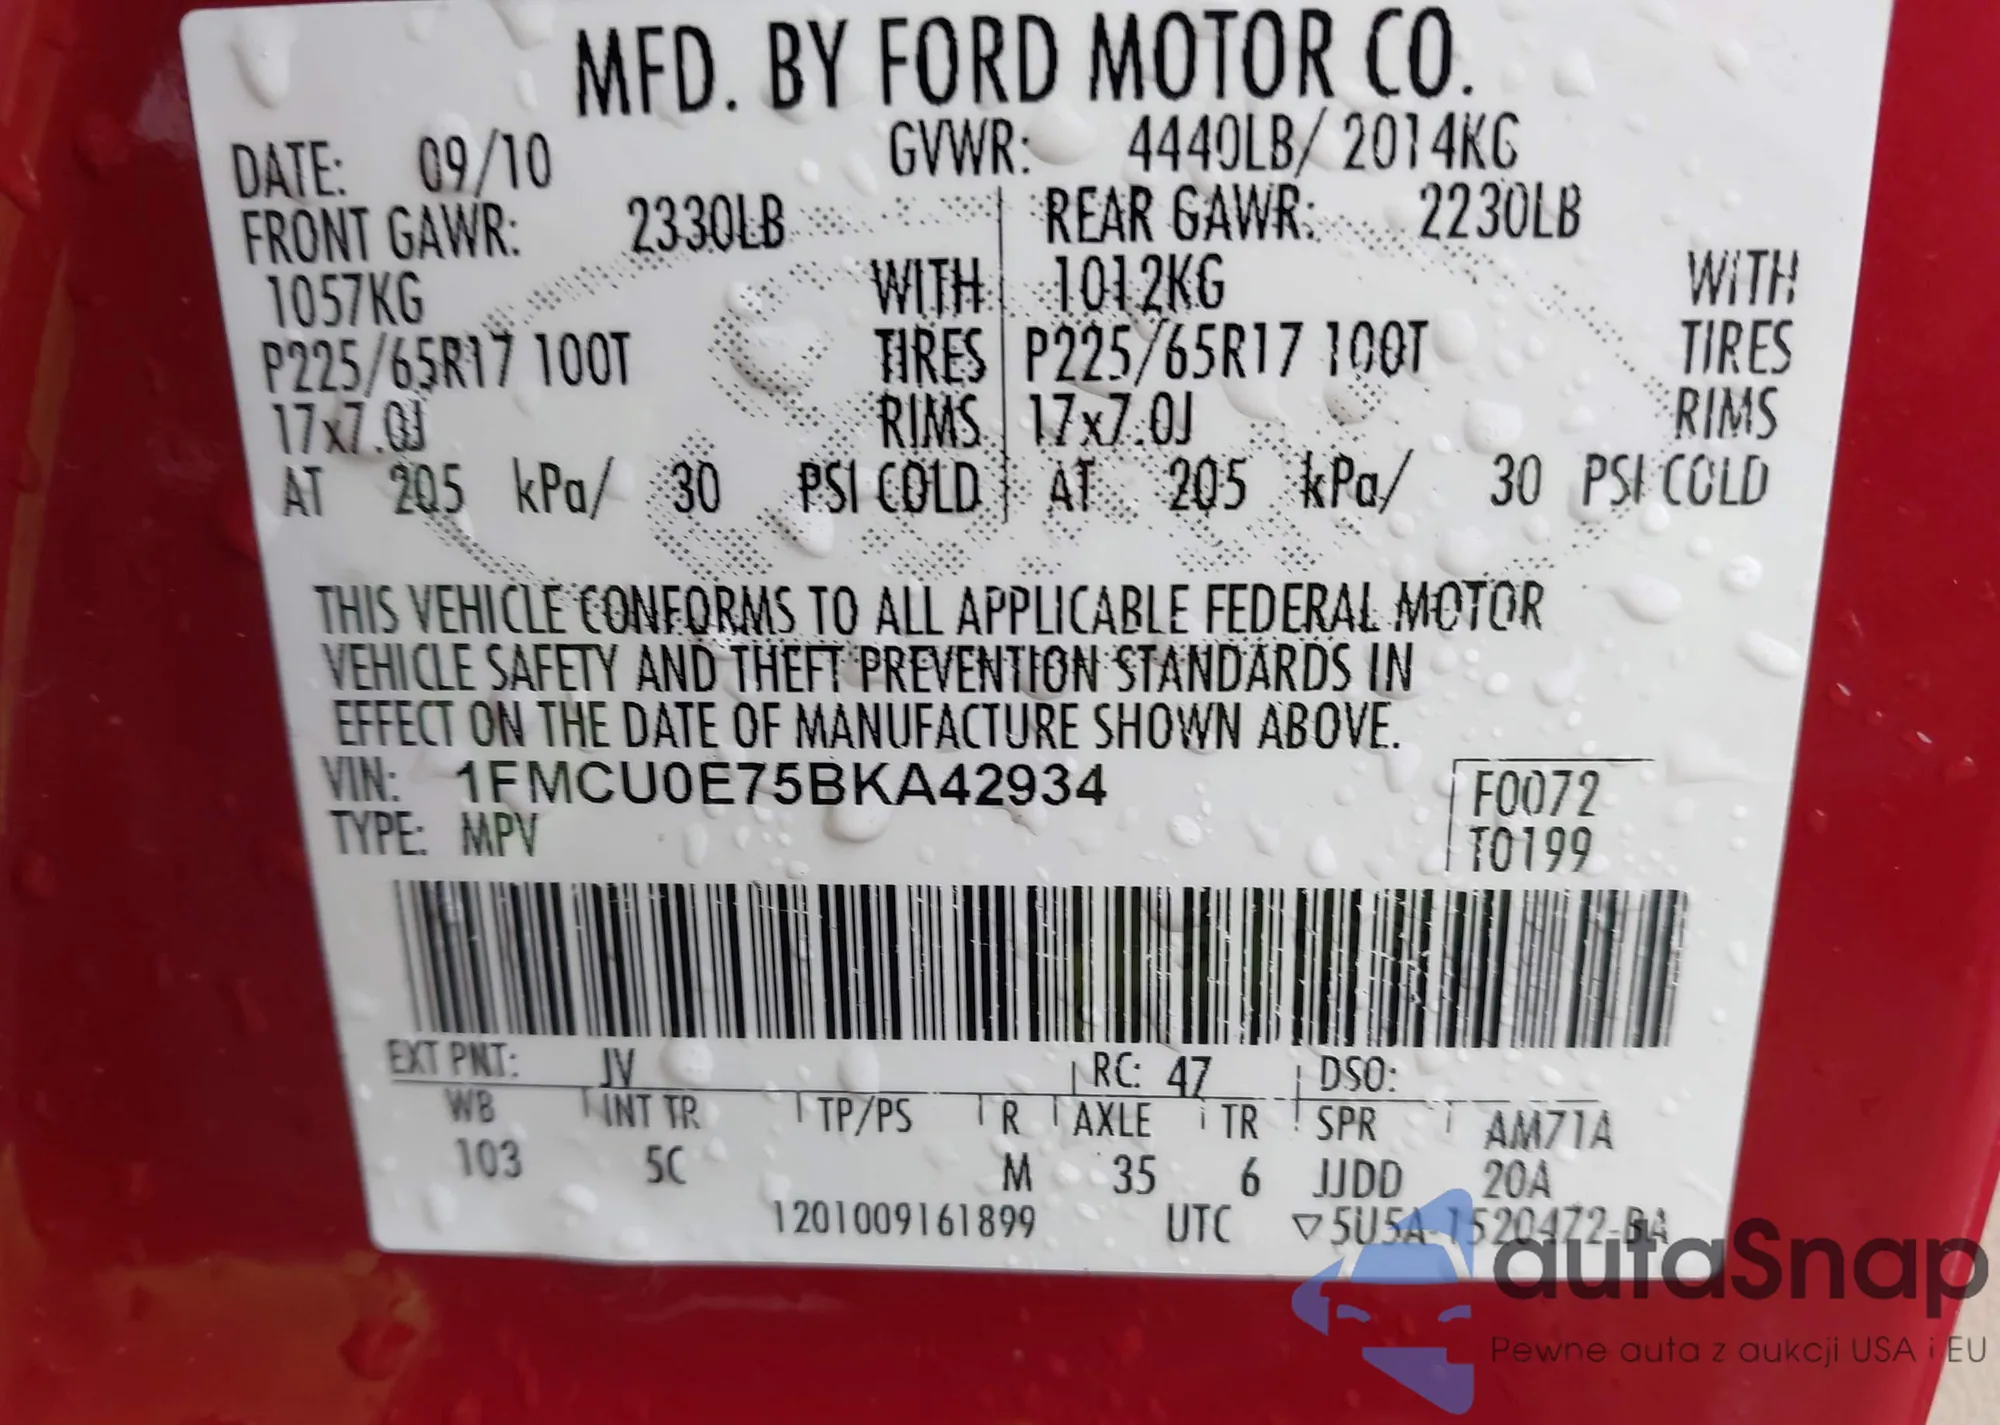 MFD. BY FORD MOTOR CO.
DATE: 09/10 GVWR: 4440LB/ 2014KG
FRONT GAWR: 2330LB REAR GAWR: 2230LB
1057KG WITH 1012KG WITH
P225/65R17 100T TIRES P225/65R17 100T TIRES
17x7.0J RIMS 17x7.0J RIMS
AT 205 kPa/ 30 PSI COLD AT 205 kPa/ 30 PSI COLD
THIS VEHICLE CONFORMS TO ALL APPLICABLE FEDERAL MOTOR
VEHICLE SAFETY AND THEFT PREVENTION STANDARDS IN
EFFECT ON THE DATE OF MANUFACTURE SHOWN ABOVE.
VIN: 1FMCU0E75BKA42934 F0072
TYPE: MPV T0199
EXT PNT: JV RC: 47 DSO:
WB INT TR TP/PS R AXLE TR SPR AM71A
103 5C M 35 6 JJDD 20A
1201009161899 UTC ▽5U5A-1520472-BA
autaSnap
Pewne auta z aukcji USA i EU